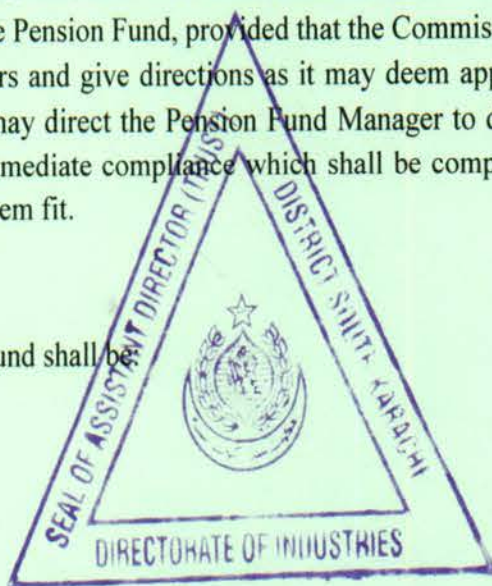 e Pension Fund, provided that the Commis
rs and give directions as it may deem app
may direct the Pension Fund Manager to
mediate compliance which shall be comp
em fit.
und shall be:
SEAL OF ASSISTANT DIRECTOR (TRUST)
DISTRICT SOUTH KARACHI
DIRECTORATE OF INDUSTRIES